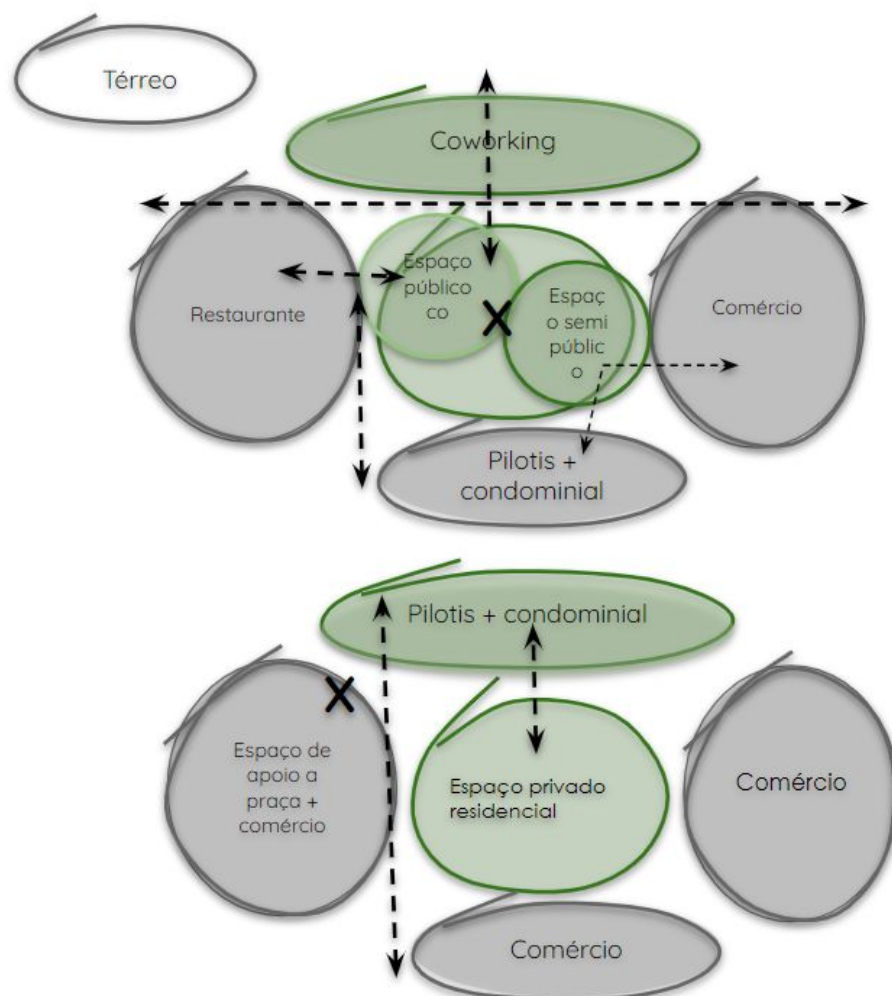 Térreo
Coworking
Espaço
público
co
Restaurante
Espaç
o semi
públic
o
Comércio
Pilotis +
condominial
Pilotis + condominial
X
X
Espaço de
apoio a
praça +
comércio
Espaço privado
residencial
Comércio
Comércio